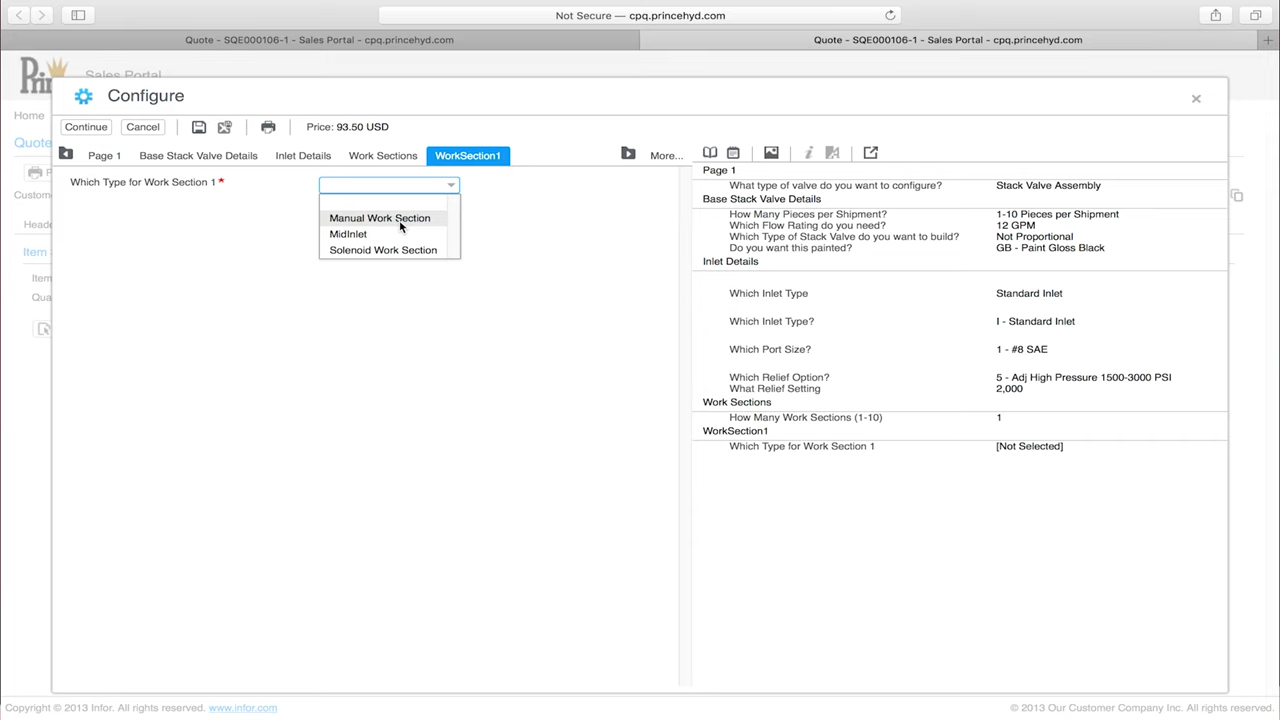 Not Secure — cpq.princehyd.com
Quote - SQE000106-1 - Sales Portal - cpq.princehyd.com
Quote - SQE000106-1 - Sales Portal - cpq.princehyd.com
Sales Portal
Home
Quote
Configure
Continue
Cancel
Price: 93.50 USD
Page 1
Base Stack Valve Details
Inlet Details
Work Sections
WorkSection1
More...
Which Type for Work Section 1 *
Manual Work Section
MidInlet
Solenoid Work Section
Custome
Heade
Item S
Item
Qua
Page 1
What type of valve do you want to configure? Stack Valve Assembly
Base Stack Valve Details
How Many Pieces per Shipment? 1-10 Pieces per Shipment
Which Flow Rating do you need? 12 GPM
Which Type of Stack Valve do you want to build? Not Proportional
Do you want this painted? GB - Paint Gloss Black
Inlet Details
Which Inlet Type Standard Inlet
Which Inlet Type? I - Standard Inlet
Which Port Size? 1 - #8 SAE
Which Relief Option? 5 - Adj High Pressure 1500-3000 PSI
What Relief Setting 2,000
Work Sections
How Many Work Sections (1-10) 1
WorkSection1
Which Type for Work Section 1 [Not Selected]
Copyright © 2013 Infor. All rights reserved. www.infor.com
© 2013 Our Customer Company Inc. All rights reserved.